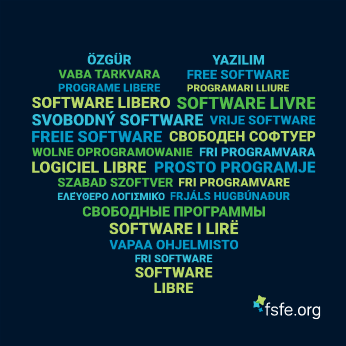 ÖZGÜR YAZILIM
VABA TARKVARA FREE SOFTWARE
PROGRAME LIBERE PROGRAMARI LLIURE
SOFTWARE LIBERO SOFTWARE LIVRE
SVOBODNÝ SOFTWARE VRIJE SOFTWARE
FREIE SOFTWARE СВОБОДЕН СОФТУЕР
WOLNE OPROGRAMOWANIE FRI PROGRAMVARA
LOGICIEL LIBRE PROSTO PROGRAMJE
SZABAD SZOFTVER FRI PROGRAMVARE
ΕΛΕΥΘΕΡΟ ΛΟΓΙΣΜΙΚΟ FRJÁLS HUGBÚNAÐUR
СВОБОДНЫЕ ПРОГРАММЫ
SOFTWARE I LIRË
VAPAA OHJELMISTO
FRI SOFTWARE
SOFTWARE
LIBRE
fsfe.org